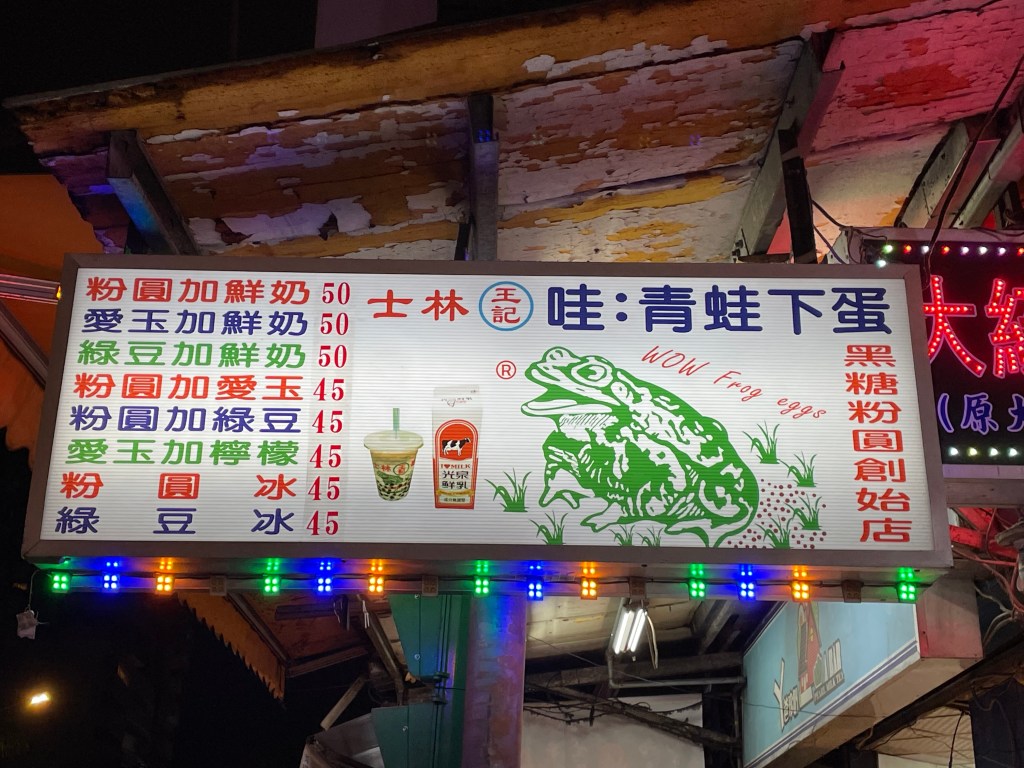 粉圓加鮮奶 50
愛玉加鮮奶 50
綠豆加鮮奶 50
粉圓加愛玉 45
粉圓加綠豆 45
愛玉加檸檬 45
粉圓冰 45
綠豆冰 45
士林 王記 哇:青蛙下蛋
®
WOW Frog eggs
I♥MILK
光泉
鮮乳
黑糖粉圓創始店
大
(原